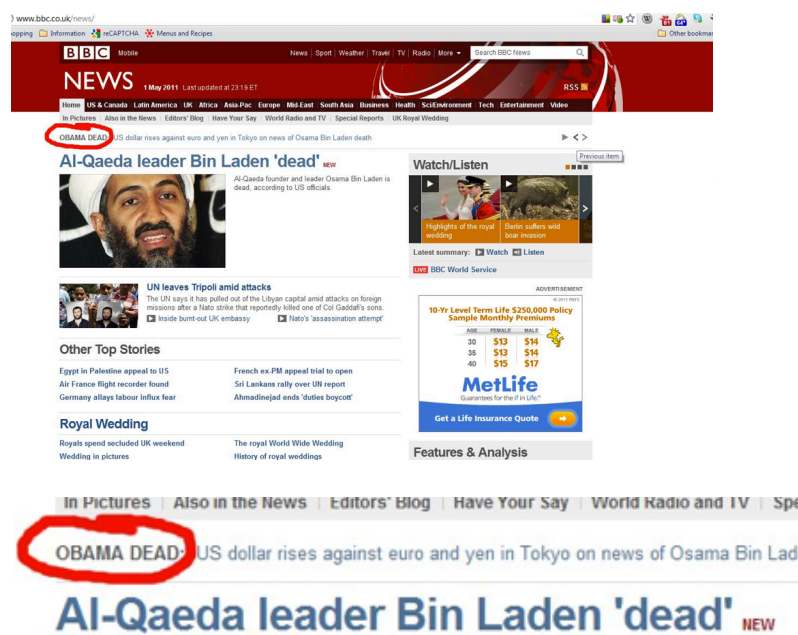 www.bbc.co.uk/news/
opping Information reCAPTCHA Menus and Recipes Other bookmar
BBC Mobile News Sport Weather Travel TV Radio More Search BBC News
NEWS 1 May 2011 Last updated at 23:19 ET RSS
Home US & Canada Latin America UK Africa Asia-Pac Europe Mid-East South Asia Business Health Sci/Environment Tech Entertainment Video
In Pictures Also in the News Editors' Blog Have Your Say World Radio and TV Special Reports UK Royal Wedding
OBAMA DEAD: US dollar rises against euro and yen in Tokyo on news of Osama Bin Laden death
Previous item
Al-Qaeda leader Bin Laden 'dead' NEW
Al-Qaeda founder and leader Osama Bin Laden is
dead, according to US officials.
UN leaves Tripoli amid attacks
The UN says it has pulled out of the Libyan capital amid attacks on foreign
missions after a Nato strike that reportedly killed one of Col Gaddafi's sons.
Inside burnt-out UK embassy Nato's 'assassination attempt'
Other Top Stories
Egypt in Palestine appeal to US French ex-PM appeal trial to open
Air France flight recorder found Sri Lankans rally over UN report
Germany allays labour influx fear Ahmadinejad ends 'duties boycott'
Royal Wedding
Royals spend secluded UK weekend The royal World Wide Wedding
Wedding in pictures History of royal weddings
Watch/Listen
Highlights of the royal
wedding
Berlin suffers wild
boar invasion
Latest summary: Watch Listen
LIVE BBC World Service
ADVERTISEMENT
10-Yr Level Term Life $250,000 Policy
Sample Monthly Premiums
AGE FEMALE MALE
30 $13 $14
35 $13 $14
40 $15 $17
MetLife
Guarantees for the if in Life.®
Get a Life Insurance Quote
Features & Analysis
In Pictures Also in the News Editors' Blog Have Your Say World Radio and TV Spe
OBAMA DEAD: US dollar rises against euro and yen in Tokyo on news of Osama Bin Lad
Al-Qaeda leader Bin Laden 'dead' NEW